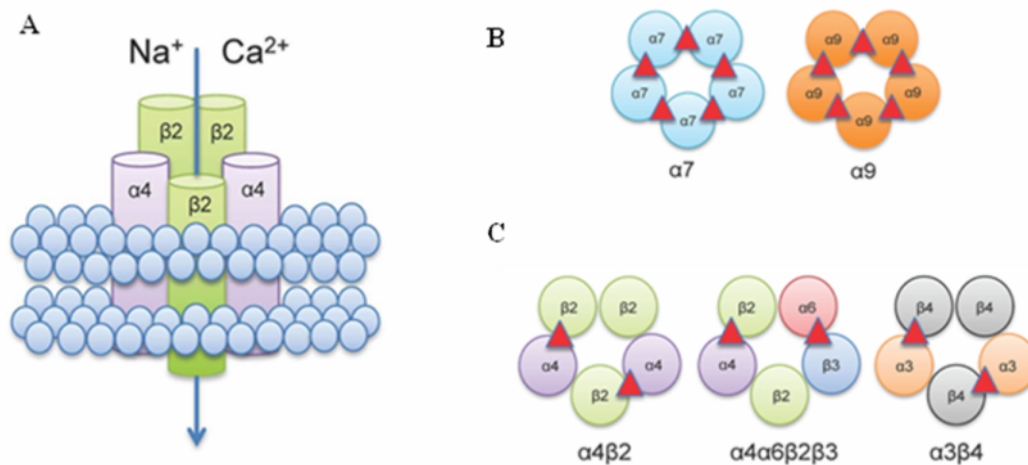 A
Na⁺ Ca²⁺
β2 β2
α4 β2 α4
B
α7 α7
α7 α7
α7
α7
α9 α9
α9 α9
α9
α9
C
β2 β2
α4 α4
β2
α4β2
β2 α6
α4 β3
β2
α4α6β2β3
β4 β4
α3 α3
β4
α3β4